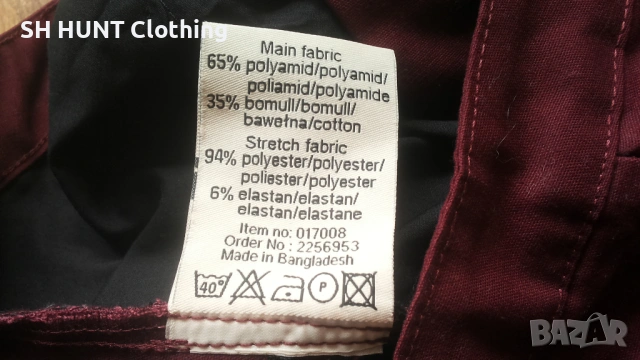 SH HUNT Clothing
Main fabric
65% polyamid/polyamid/
poliamid/polyamide
35% bomull/bomull/
bawełna/cotton
Stretch fabric
94% polyester/polyester/
poliester/polyester
6% elastan/elastan/
elastan/elastane
Item no: 017008
Order No : 2256953
Made in Bangladesh
40°
P
BAZAR